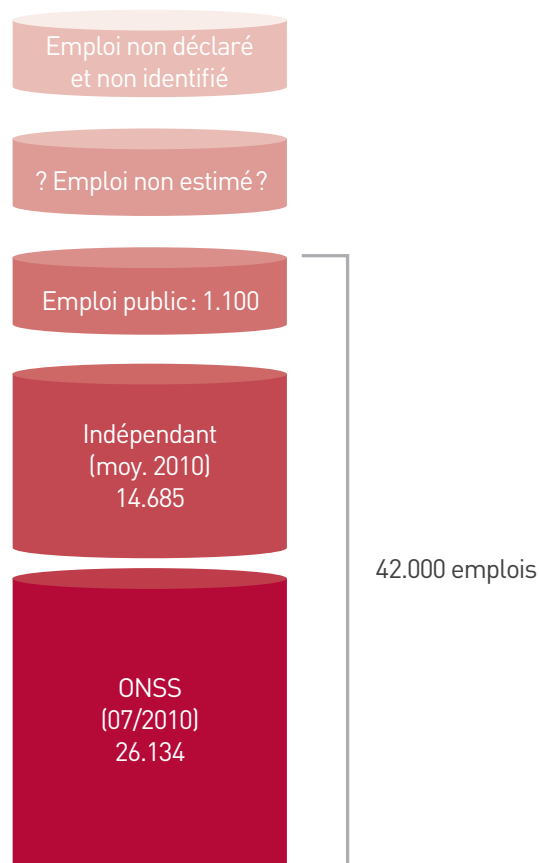 Emploi non déclaré
et non identifié
? Emploi non estimé ?
Emploi public : 1.100
Indépendant
(moy. 2010)
14.685
42.000 emplois
ONSS
(07/2010)
26.134